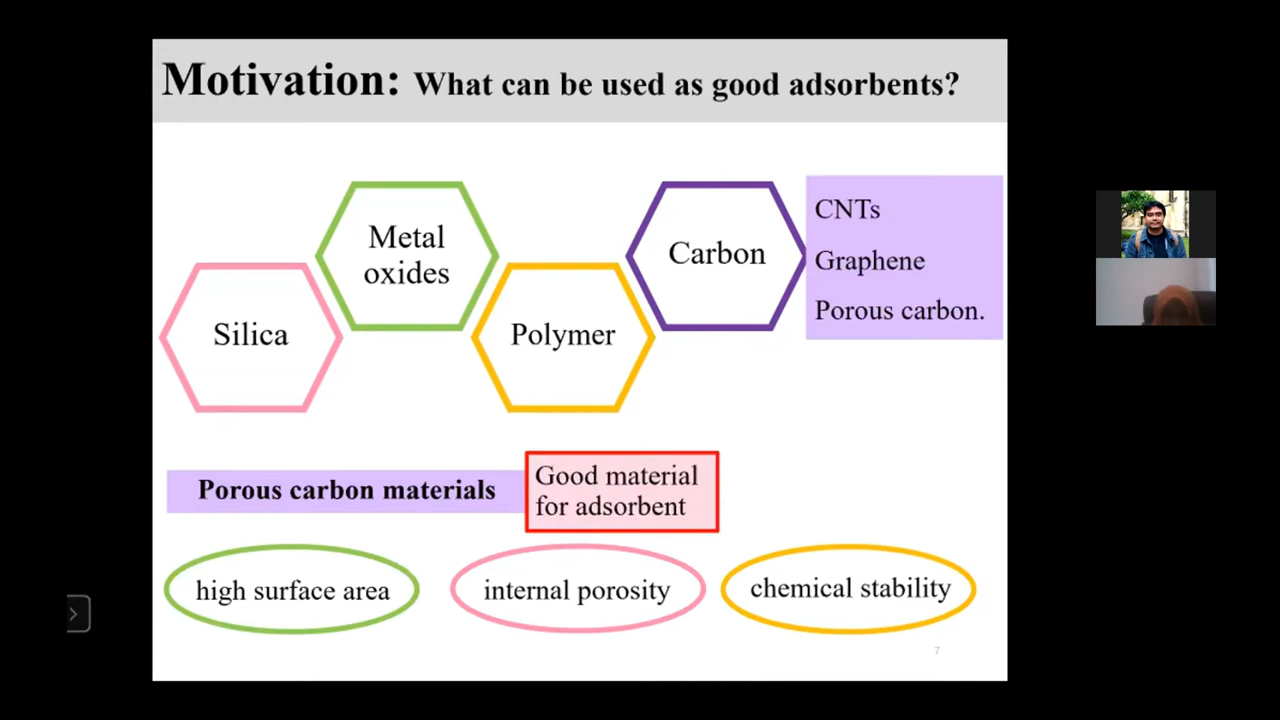 Motivation: What can be used as good adsorbents?
Silica
Metal
oxides
Polymer
Carbon
CNTs
Graphene
Porous carbon.
Porous carbon materials
Good material
for adsorbent
high surface area
internal porosity
chemical stability
7